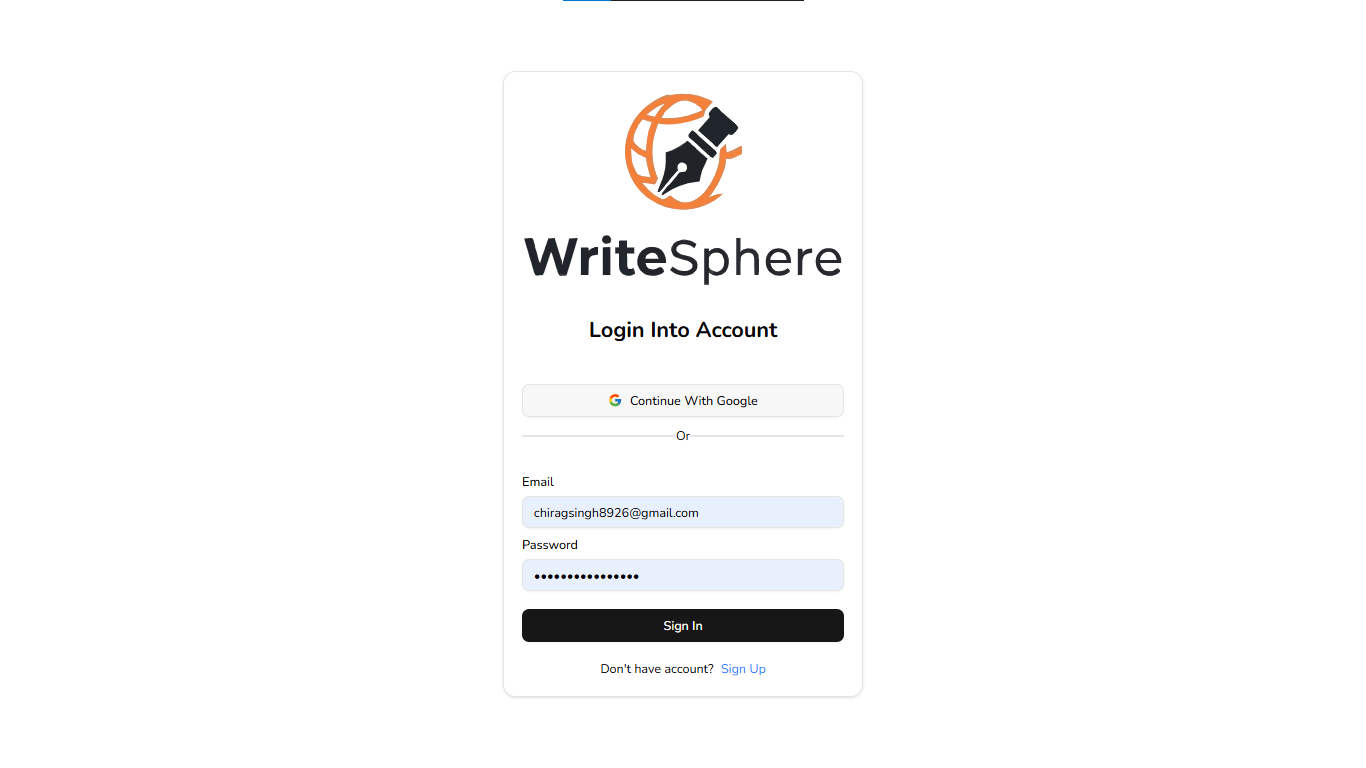 WriteSphere
Login Into Account
Continue With Google
Or
Email
chiragsingh8926@gmail.com
Password
••••••••••••••••
Sign In
Don't have account? Sign Up